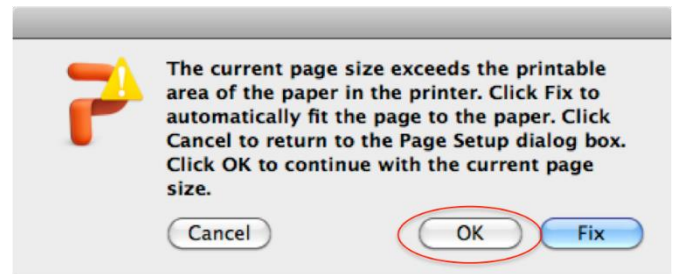 The current page size exceeds the printable
area of the paper in the printer. Click Fix to
automatically fit the page to the paper. Click
Cancel to return to the Page Setup dialog box.
Click OK to continue with the current page
size.
Cancel OK Fix